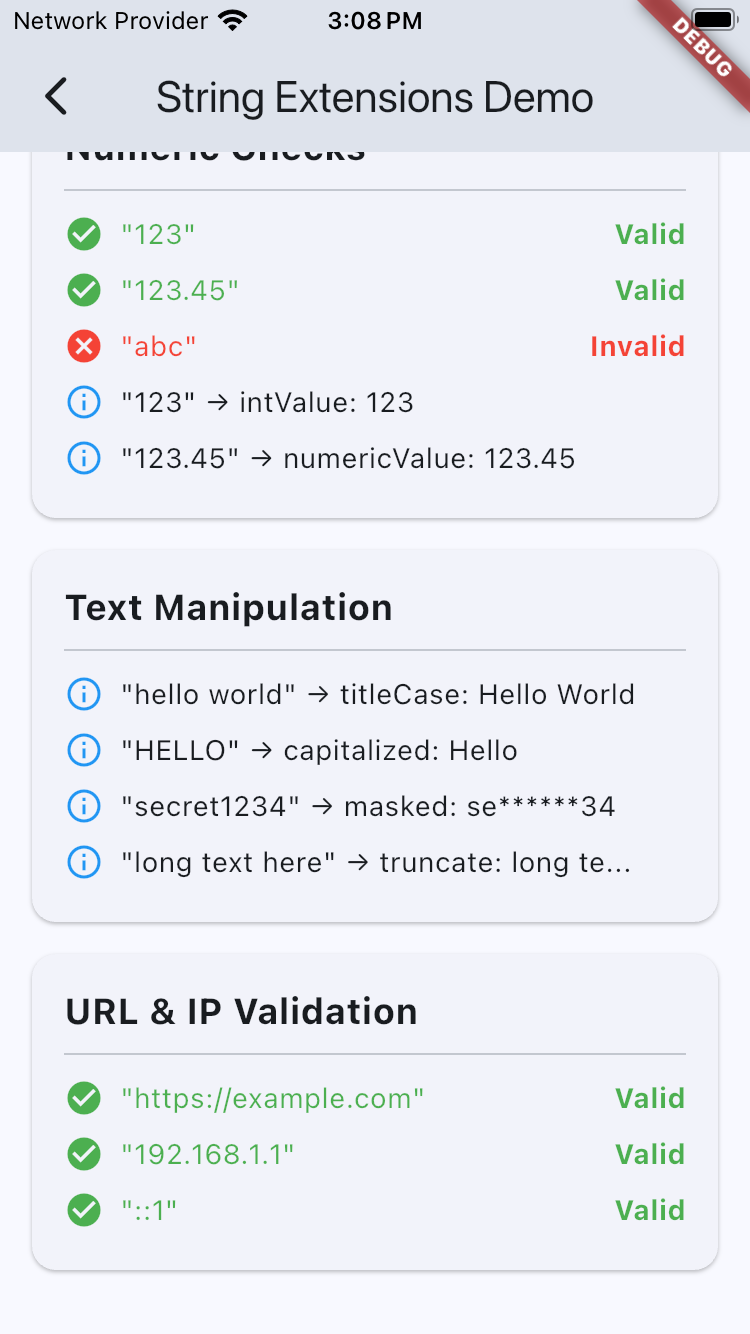 Network Provider 3:08 PM
DEBUG
String Extensions Demo
Numeric Checks
"123" Valid
"123.45" Valid
"abc" Invalid
"123" → intValue: 123
"123.45" → numericValue: 123.45
Text Manipulation
"hello world" → titleCase: Hello World
"HELLO" → capitalized: Hello
"secret1234" → masked: se******34
"long text here" → truncate: long te...
URL & IP Validation
"https://example.com" Valid
"192.168.1.1" Valid
"::1" Valid